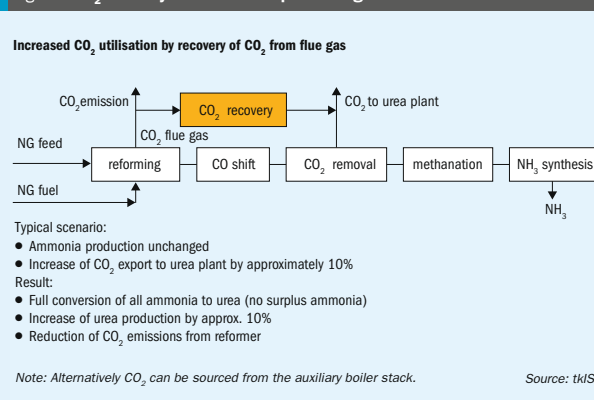 Increased CO2 utilisation by recovery of CO2 from flue gas
CO2 emission
CO2 recovery
CO2 to urea plant
CO2 flue gas
NG feed
reforming
CO shift
CO2 removal
methanation
NH3 synthesis
NG fuel
NH3
Typical scenario:
● Ammonia production unchanged
● Increase of CO2 export to urea plant by approximately 10%
Result:
● Full conversion of all ammonia to urea (no surplus ammonia)
● Increase of urea production by approx. 10%
● Reduction of CO2 emissions from reformer
Note: Alternatively CO2 can be sourced from the auxiliary boiler stack.
Source: tkIS